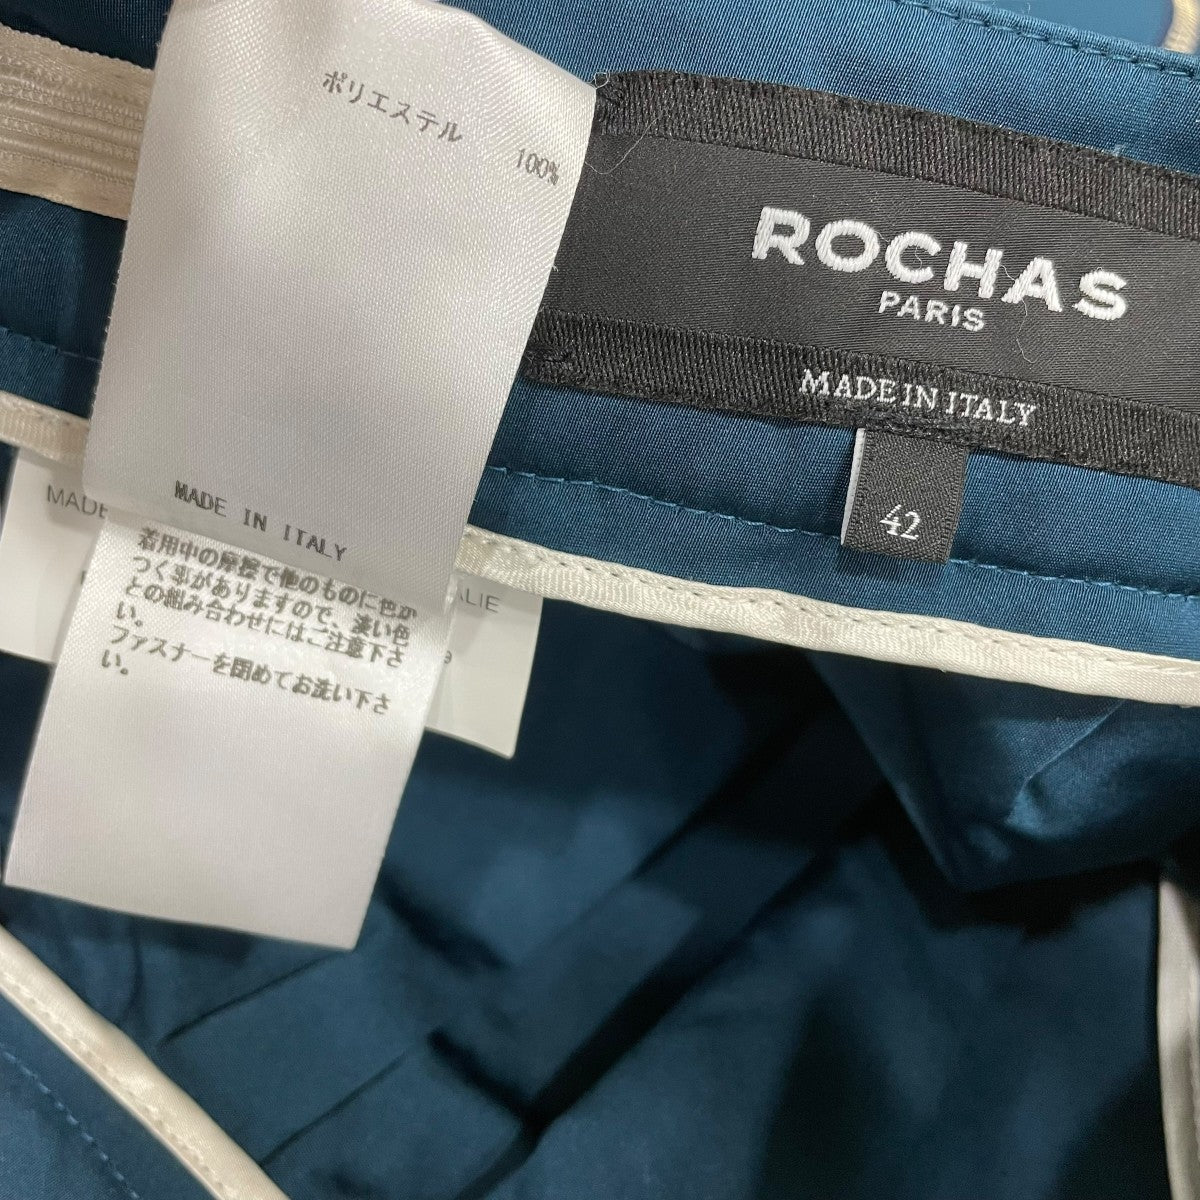 ポリエステル
100%
MADE IN ITALY
ROCHAS
PARIS
MADE IN ITALY
42
MADE
着用中の摩擦で他のものに色が
つく事がありますので、濃い色
との組み合わせにはご注意下さ
い。
ファスナーを閉めてお洗い下さ
い。